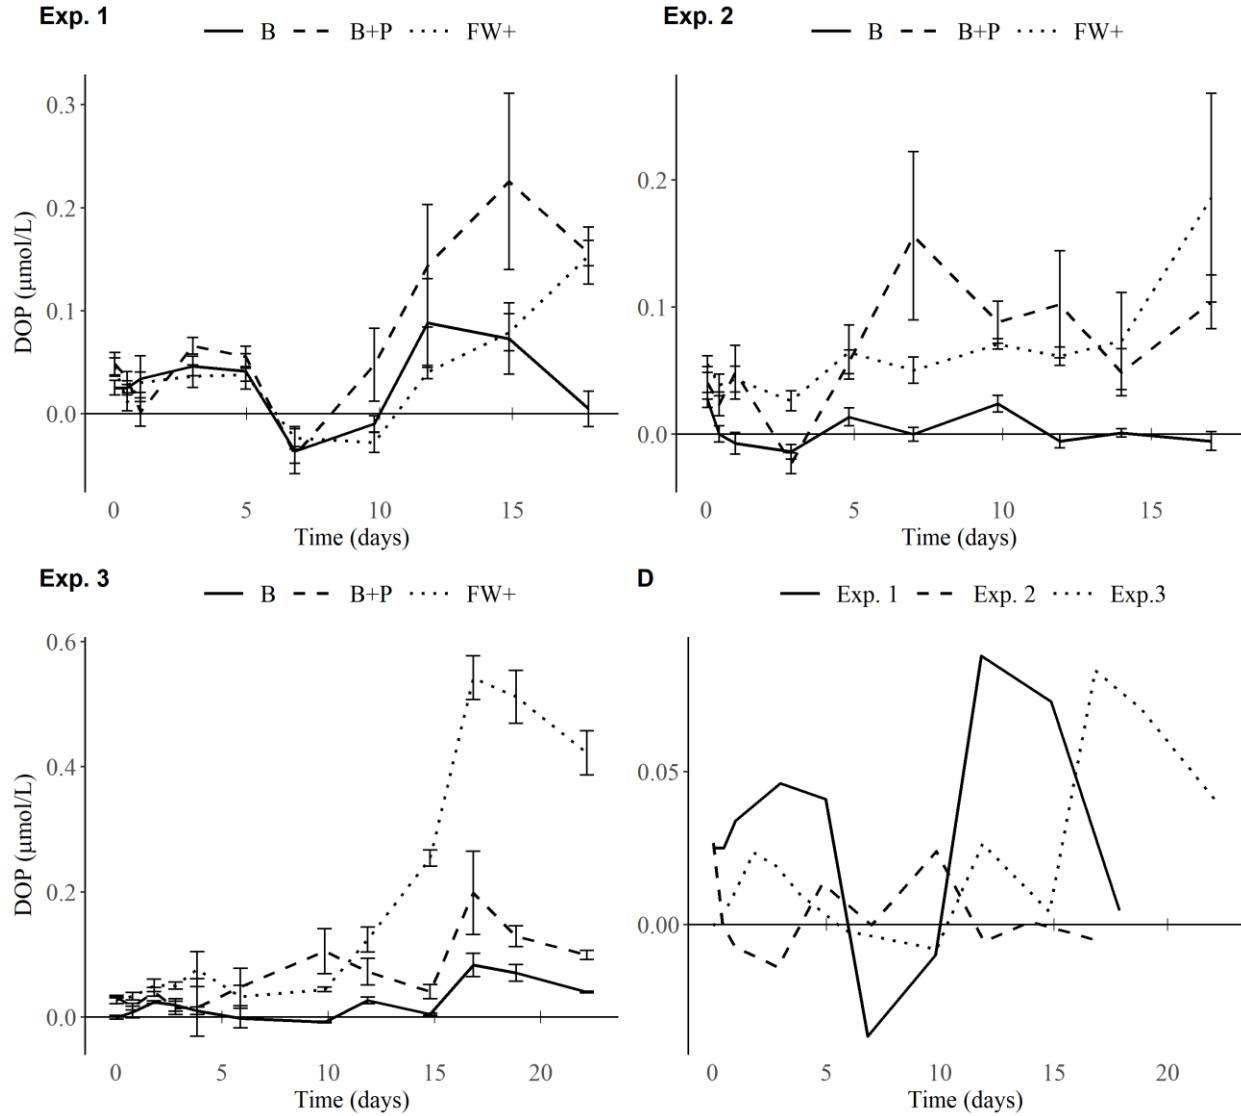 Exp. 1
B B+P FW+
DOP (µmol/L)
0.3
0.2
0.1
0.0
0 5 10 15
Time (days)
Exp. 2
B B+P FW+
0.2
0.1
0.0
0 5 10 15
Time (days)
Exp. 3
B B+P FW+
DOP (µmol/L)
0.6
0.4
0.2
0.0
0 5 10 15 20
Time (days)
D
Exp. 1 Exp. 2 Exp.3
0.05
0.00
0 5 10 15 20
Time (days)